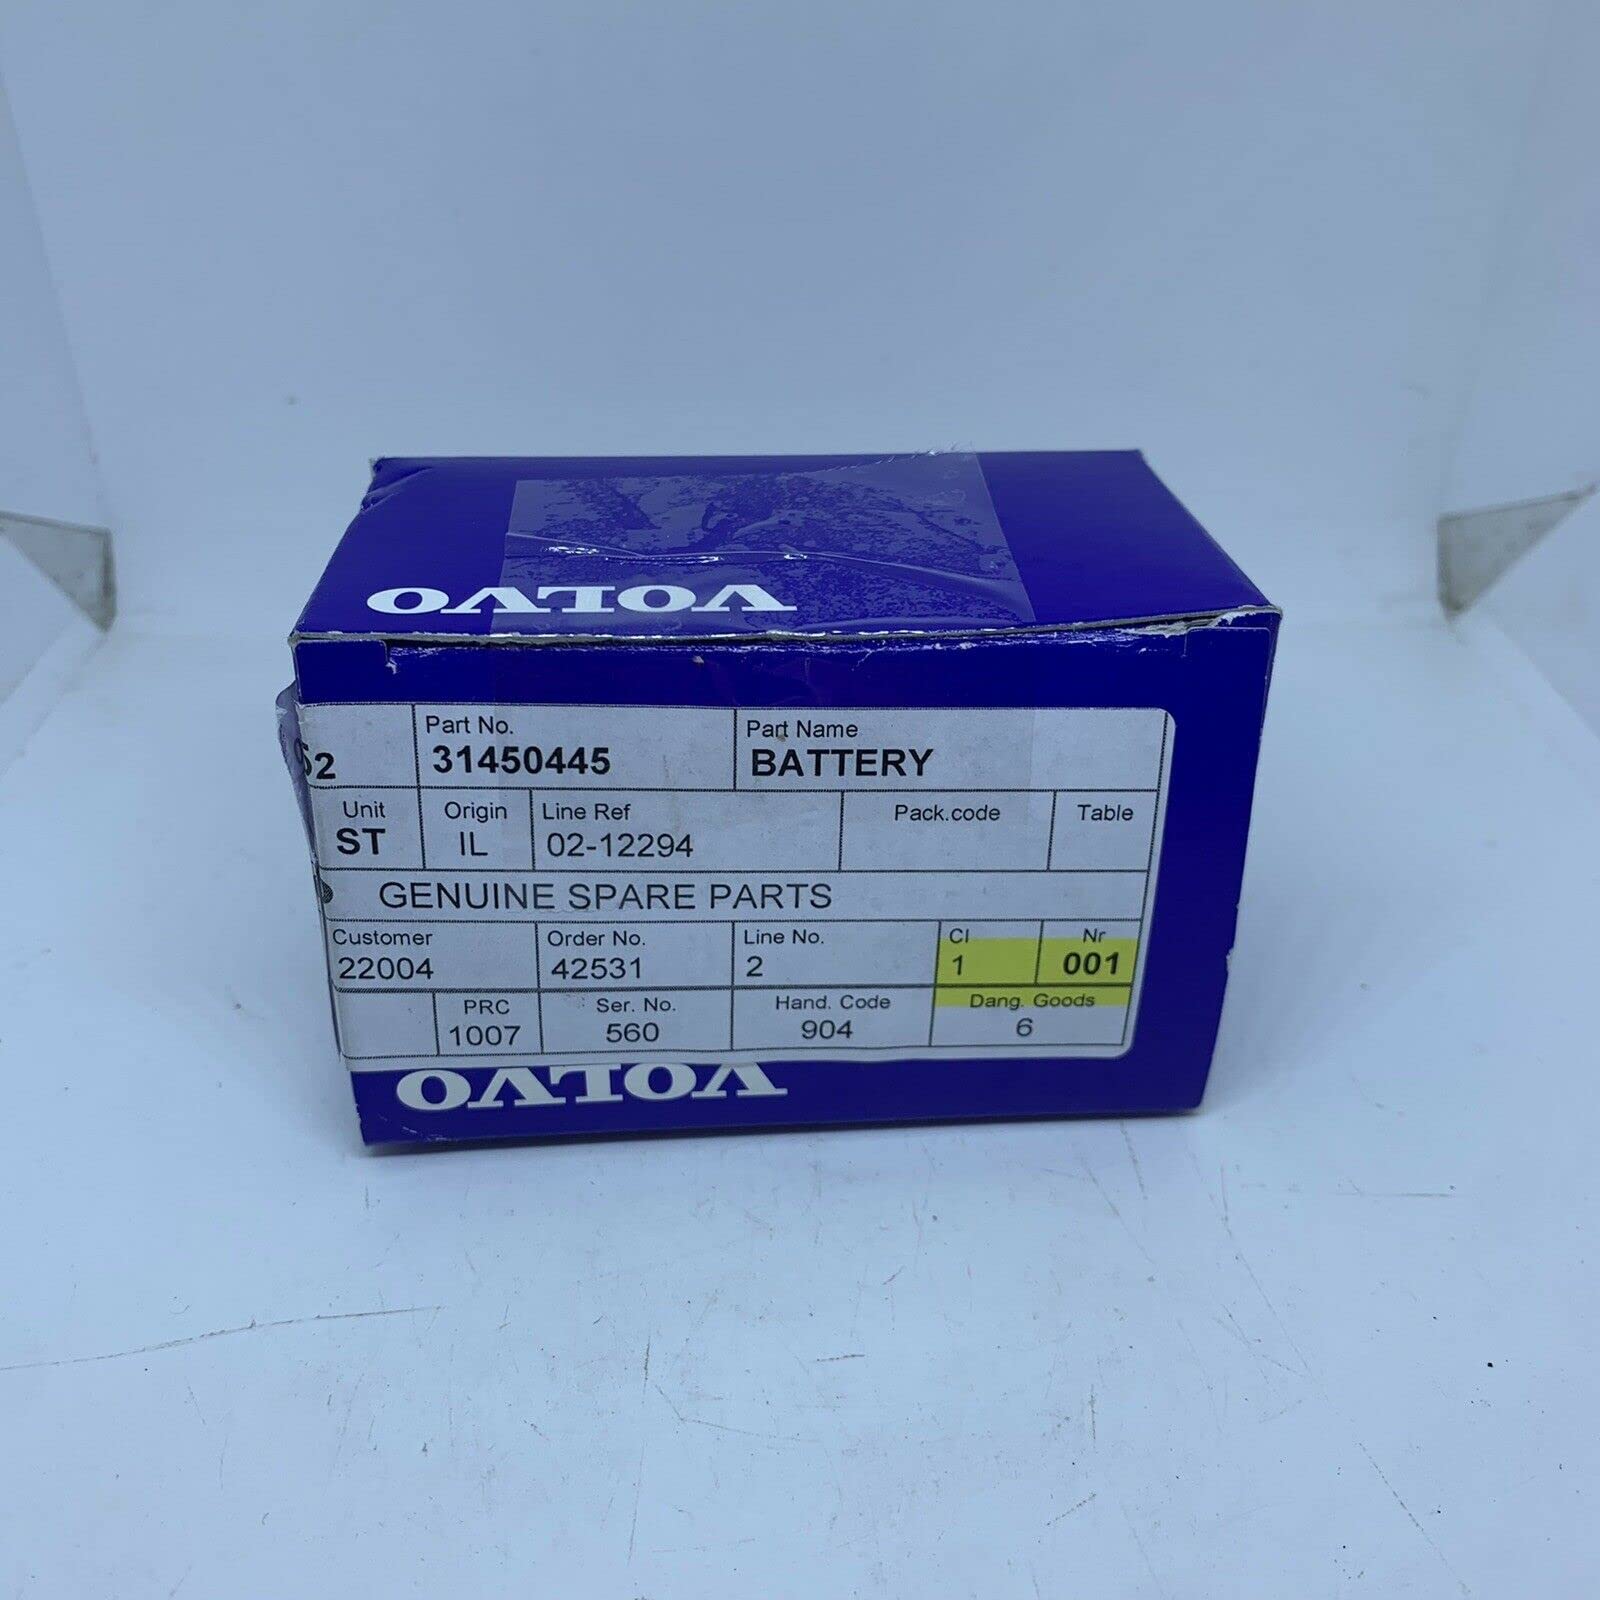 VOLVO
Part No. Part Name
52 31450445 BATTERY
Unit Origin Line Ref Pack.code Table
ST IL 02-12294
GENUINE SPARE PARTS
Customer Order No. Line No. Cl Nr
22004 42531 2 1 001
PRC Ser. No. Hand. Code Dang. Goods
1007 560 904 6
VOLVO